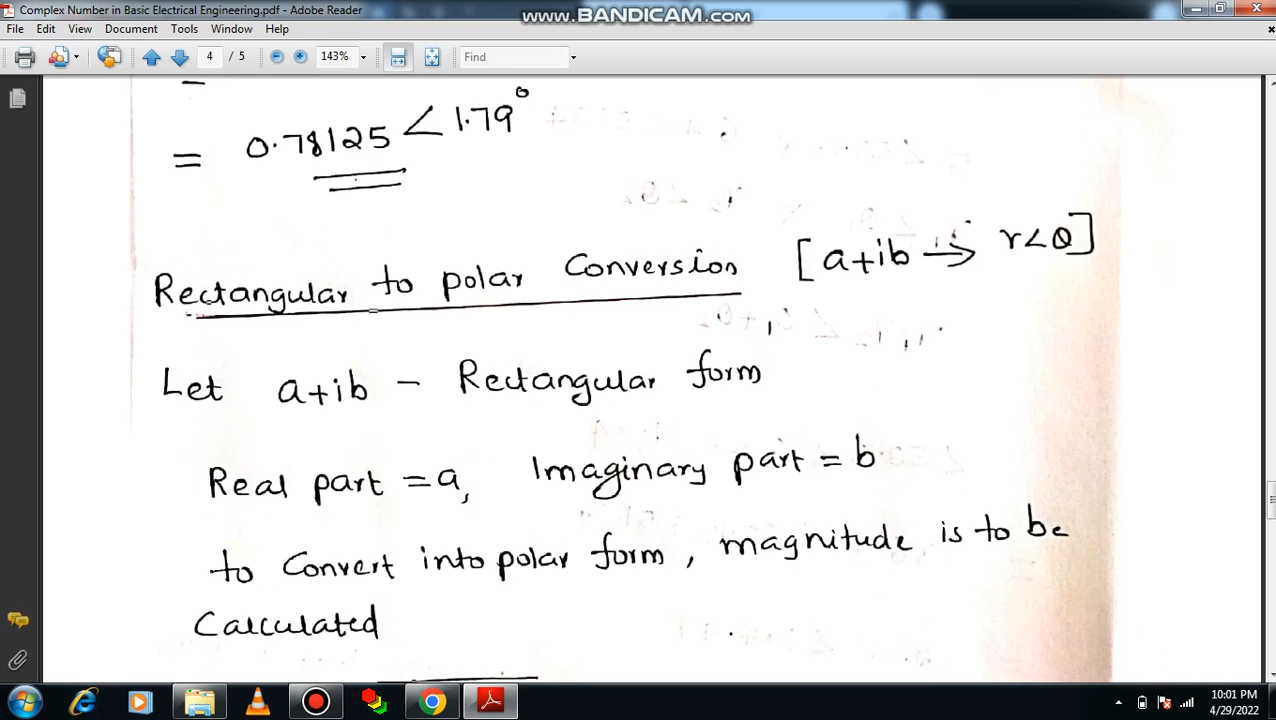 Complex Number in Basic Electrical Engineering.pdf - Adobe Reader
www.BANDICAM.com
File Edit View Document Tools Window Help
4 / 5 143% Find
= 0.78125 ∠1.79°
Rectangular to polar Conversion [a+ib → r∠θ]
Let a+ib - Rectangular form
Real part = a, Imaginary part = b
to Convert into polar form, magnitude is to be
Calculated
10:01 PM
4/29/2022